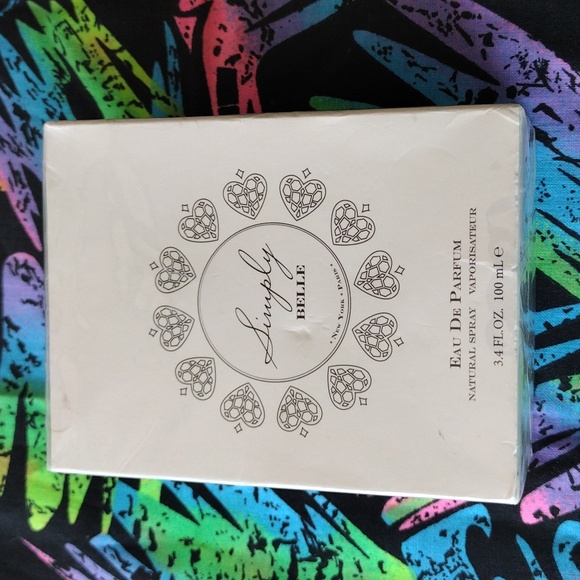 Simply
BELLE
• NEW YORK • PARIS •
EAU DE PARFUM
NATURAL SPRAY VAPORISATEUR
3.4 FL.OZ. 100 mL ℮